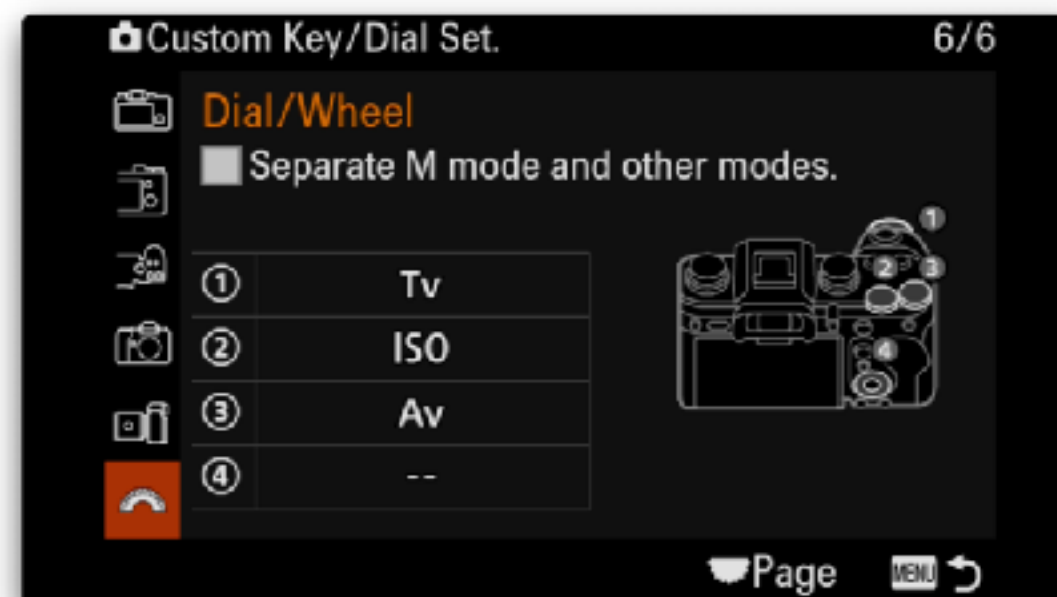 Custom Key/Dial Set. 6/6
Dial/Wheel
Separate M mode and other modes.
① Tv
② ISO
③ Av
④ --
1
2 3
4
Page MENU